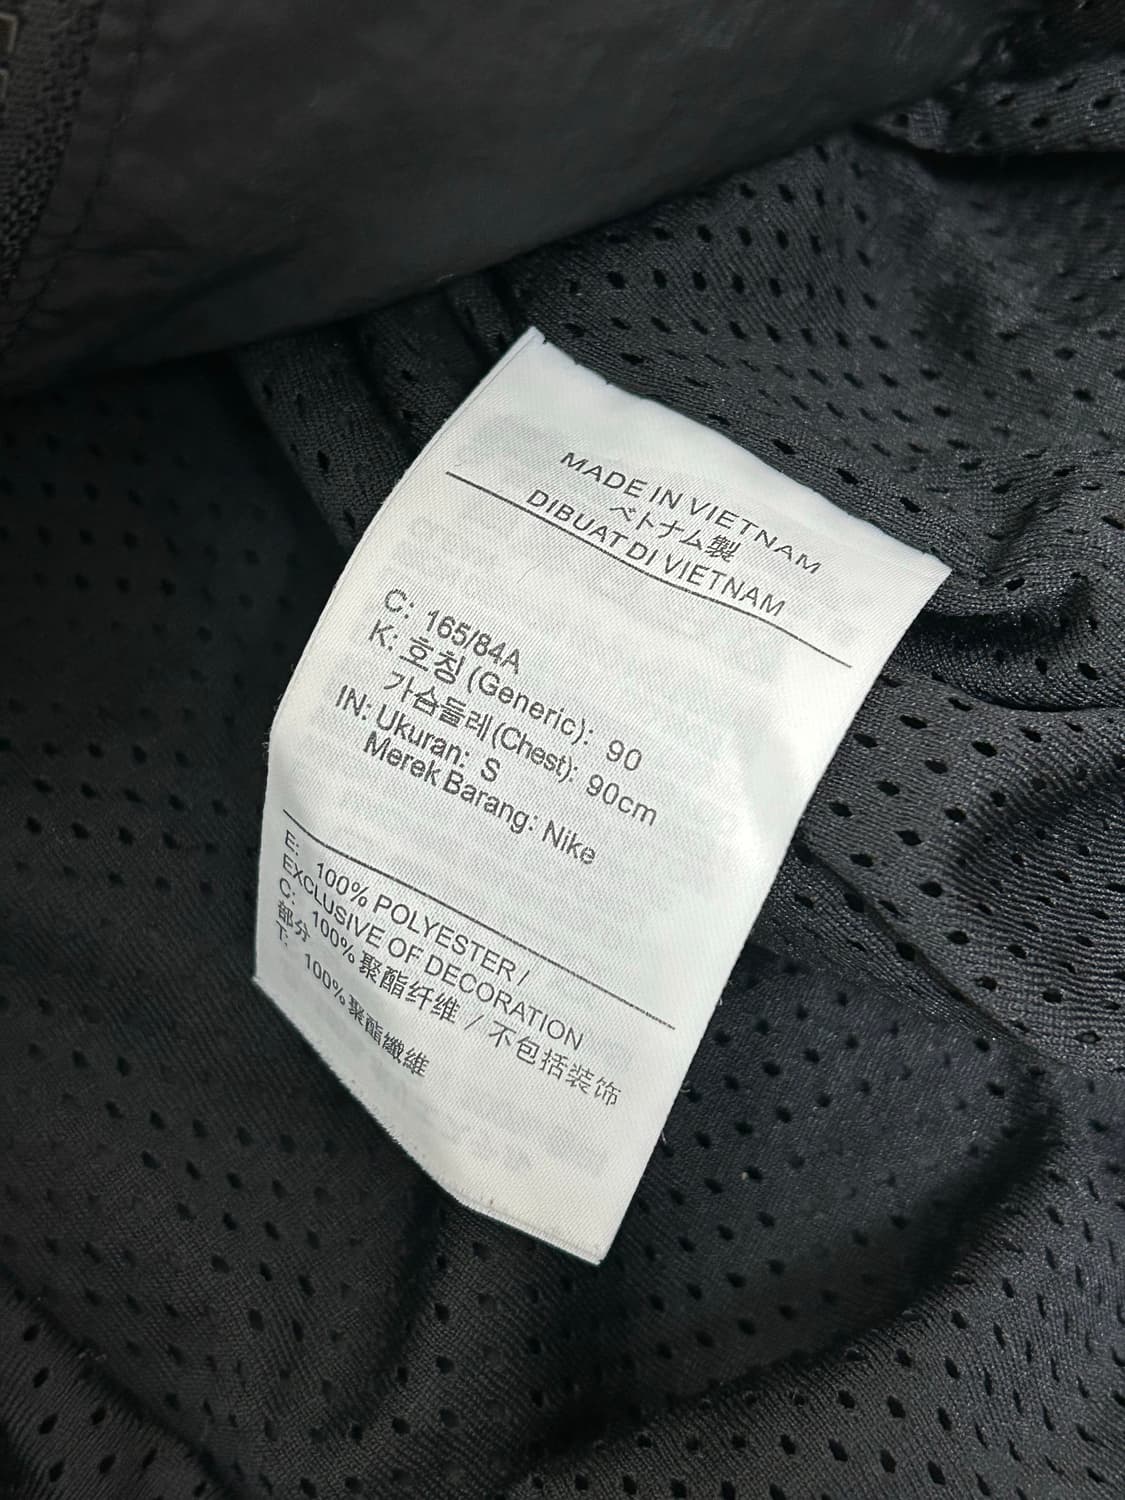 MADE IN VIETNAM
ベトナム製
DIBUAT DI VIETNAM
C: 165/84A
K: 호칭 (Generic): 90
가슴둘레(Chest): 90cm
IN: Ukuran: S
Merek Barang: Nike
E: 100% POLYESTER /
EXCLUSIVE OF DECORATION
C: 100% 聚酯纤维 / 不包括装饰
部分
T: 100% 聚酯纖維